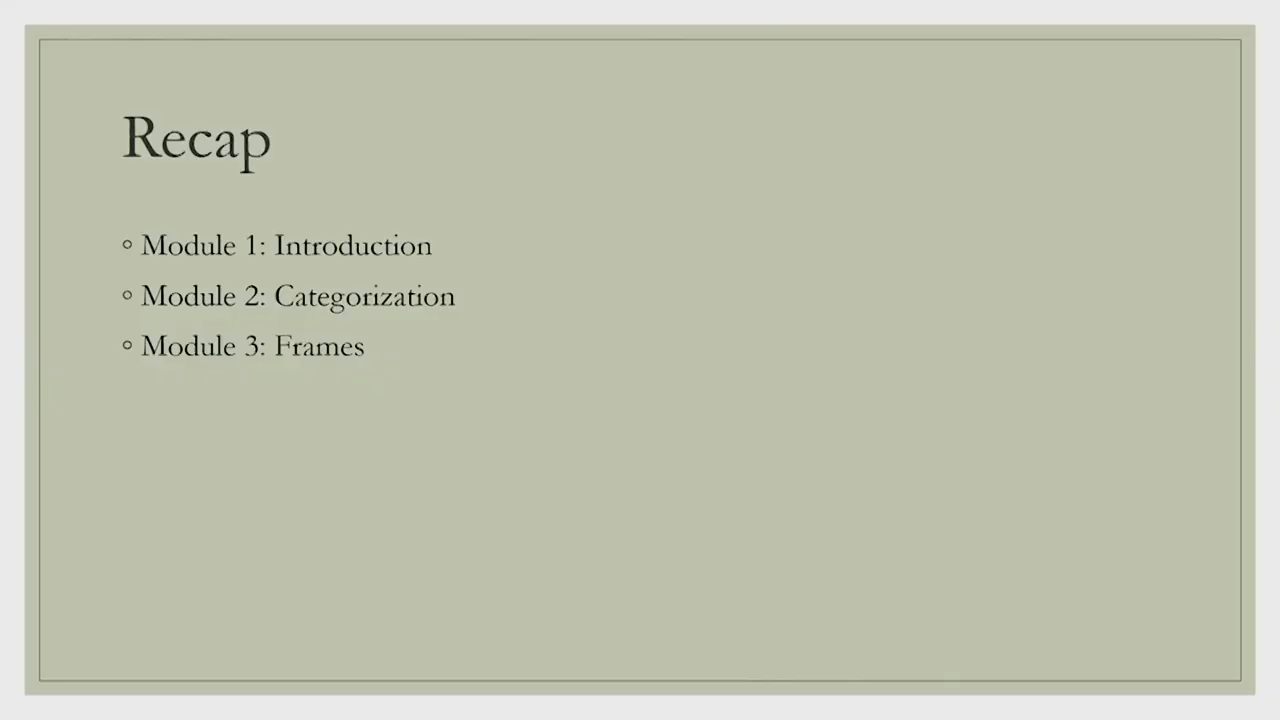 Recap
◦ Module 1: Introduction
◦ Module 2: Categorization
◦ Module 3: Frames